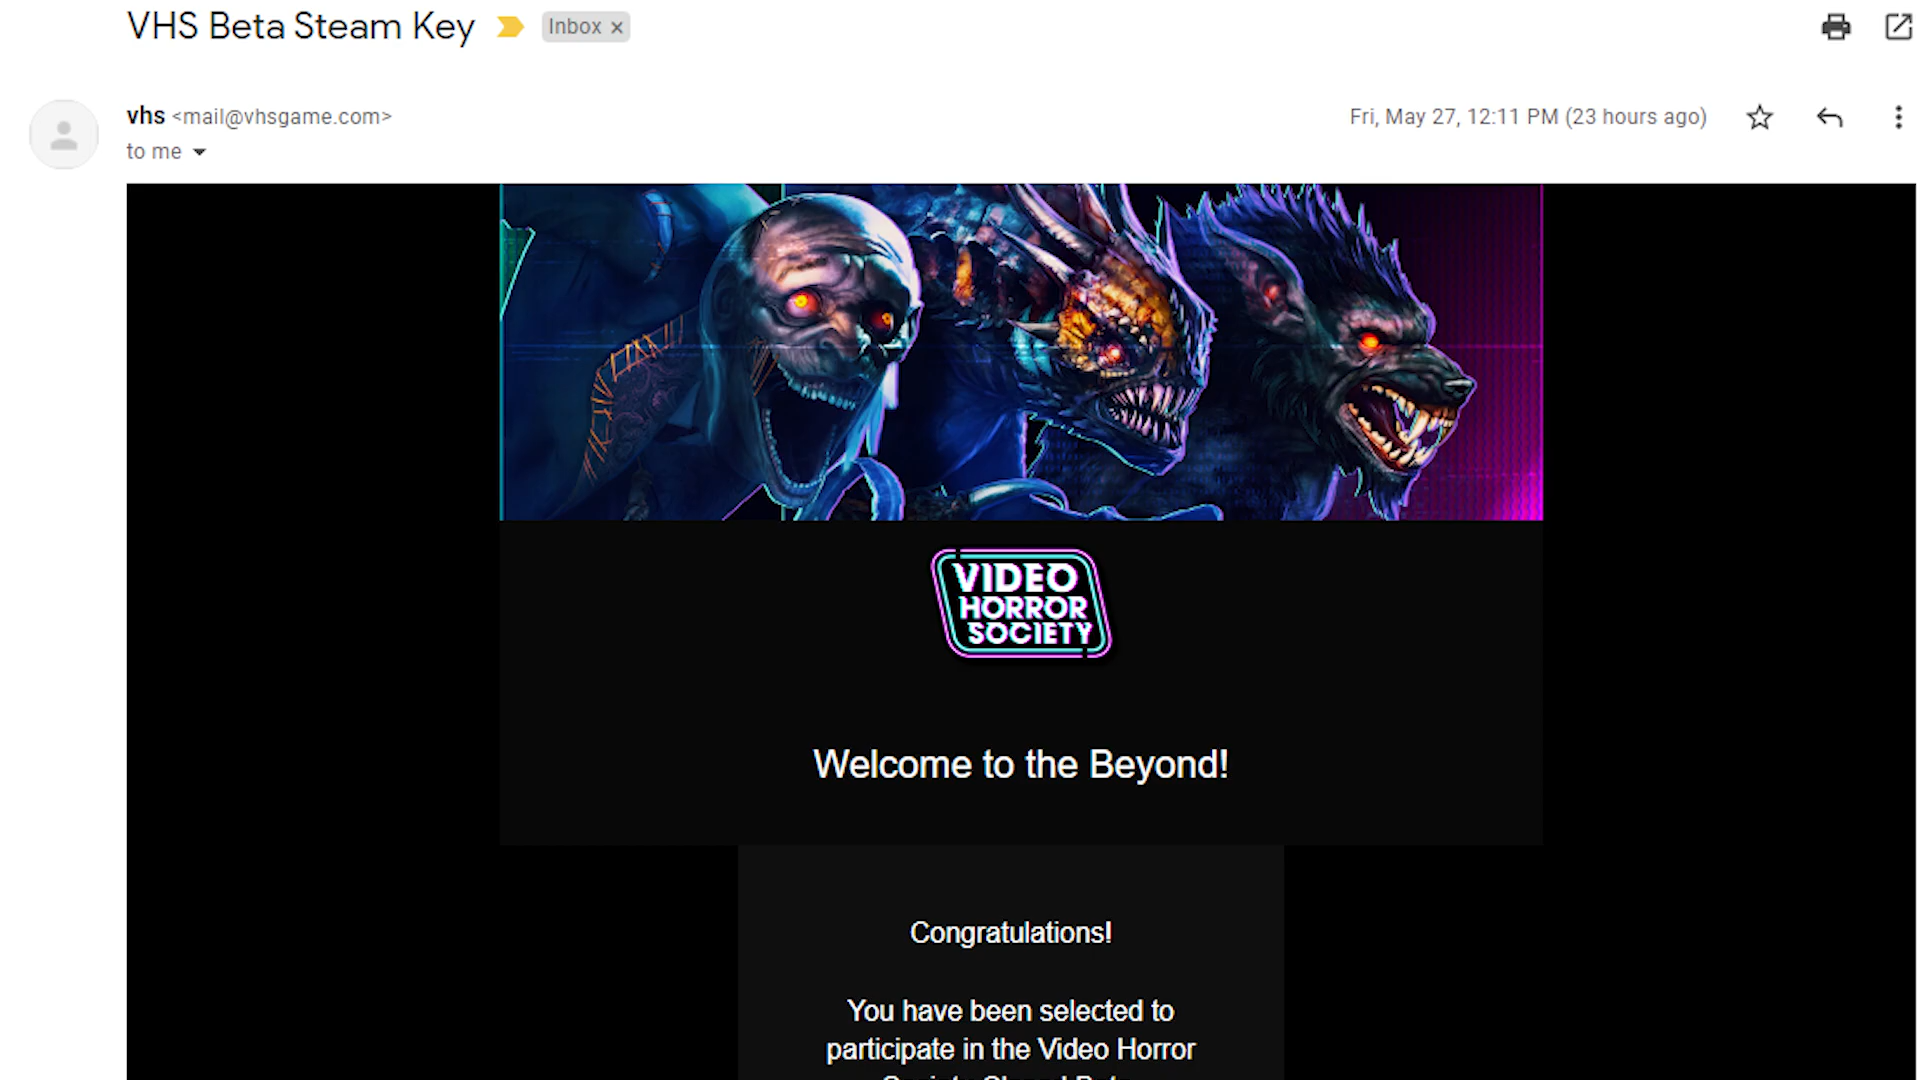 VHS Beta Steam Key
Inbox ×
vhs <mail@vhsgame.com>
Fri, May 27, 12:11 PM (23 hours ago)
to me
VIDEO
HORROR
SOCIETY
Welcome to the Beyond!
Congratulations!
You have been selected to
participate in the Video Horror